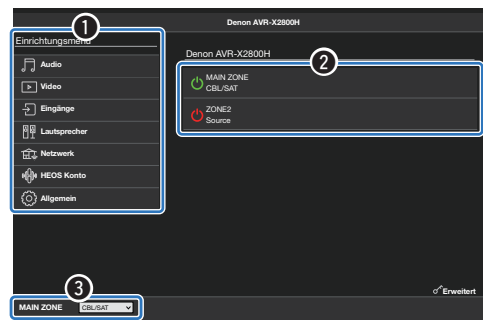 Denon AVR-X2800H
1
Einrichtungsmenü
Audio
Video
Eingänge
Lautsprecher
Netzwerk
HEOS Konto
Allgemein
Denon AVR-X2800H
2
MAIN ZONE
CBL/SAT
ZONE2
Source
Erweitert
3
MAIN ZONE CBL/SAT